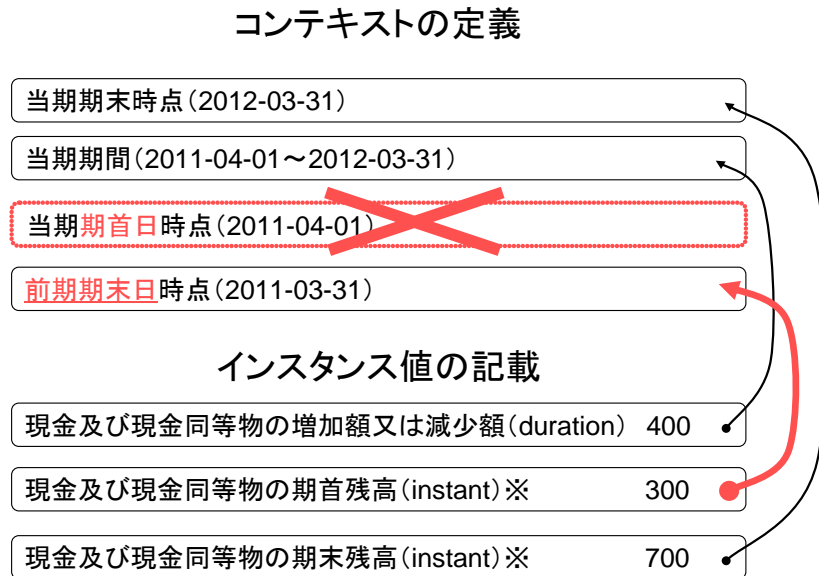 コンテキストの定義
当期期末時点(2012-03-31)
当期期間(2011-04-01～2012-03-31)
当期期首日時点(2011-04-01)
前期期末日時点(2011-03-31)
インスタンス値の記載
現金及び現金同等物の増加額又は減少額(duration) 400
現金及び現金同等物の期首残高(instant)※ 300
現金及び現金同等物の期末残高(instant)※ 700